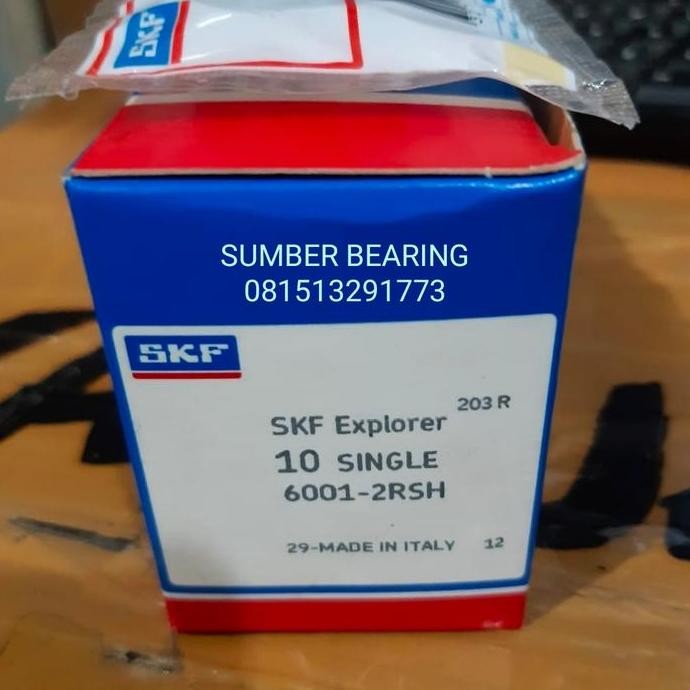 SKF
SUMBER BEARING
081513291773
SKF
203 R
SKF Explorer
10 SINGLE
6001-2RSH
29-MADE IN ITALY 12